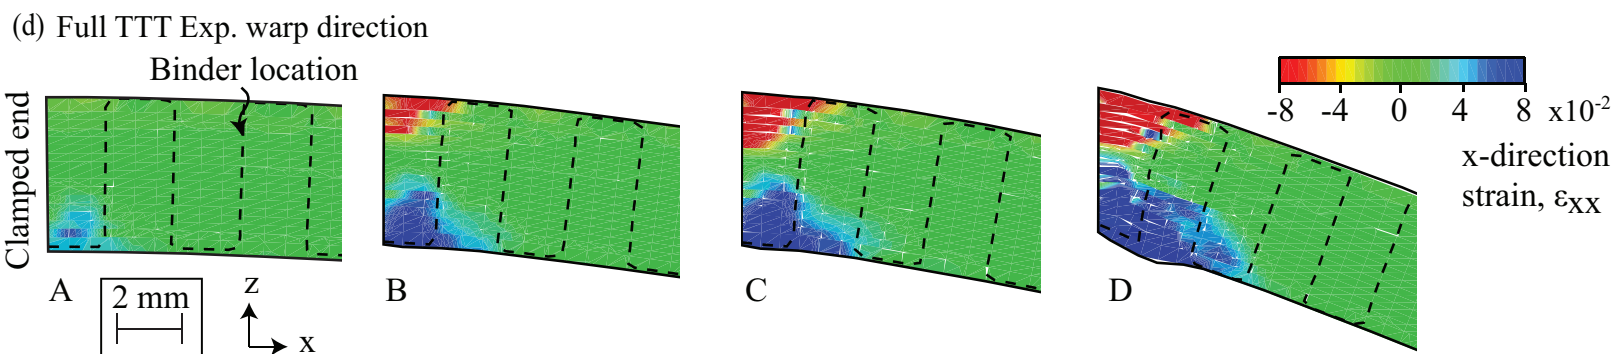 (d) Full TTT Exp. warp direction
Binder location
Clamped end
-8 -4 0 4 8 x10-2
x-direction
strain, εxx
A B C D
2 mm
z
x